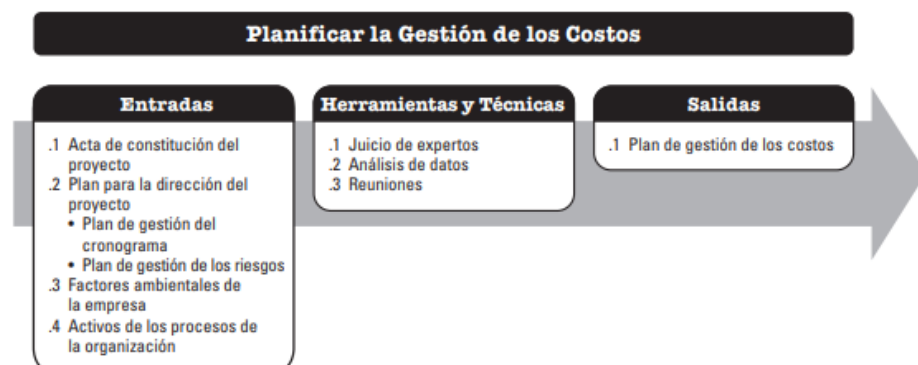 Planificar la Gestión de los Costos
Entradas
.1 Acta de constitución del
proyecto
.2 Plan para la dirección del
proyecto
• Plan de gestión del
cronograma
• Plan de gestión de los riesgos
.3 Factores ambientales de
la empresa
.4 Activos de los procesos de
la organización
Herramientas y Técnicas
.1 Juicio de expertos
.2 Análisis de datos
.3 Reuniones
Salidas
.1 Plan de gestión de los costos